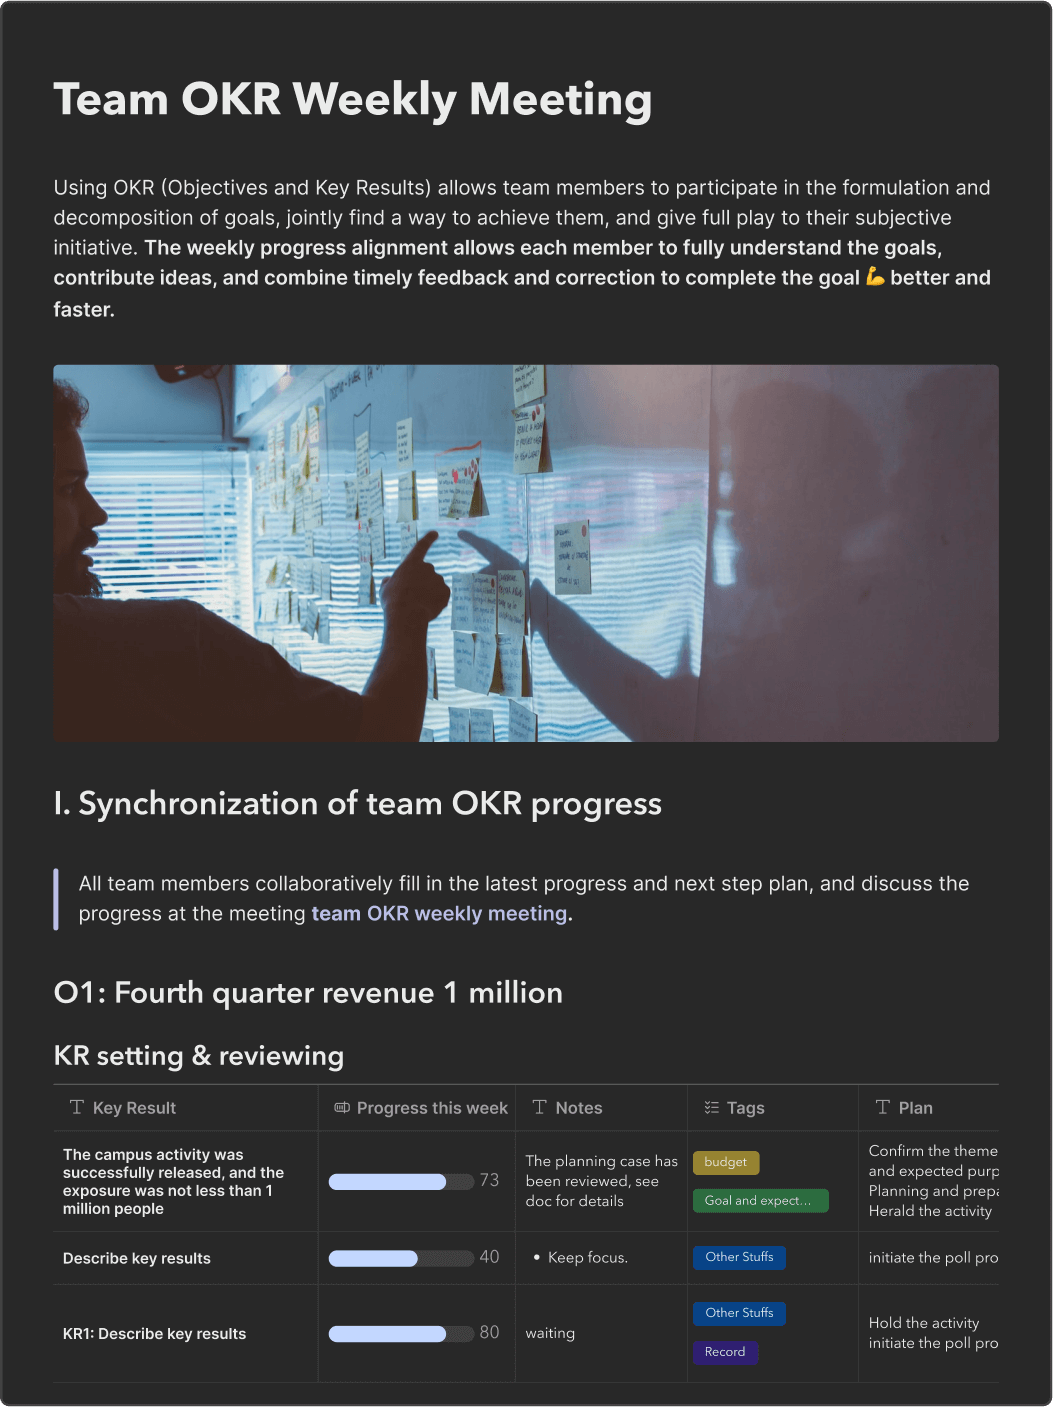 Team OKR Weekly Meeting
Using OKR (Objectives and Key Results) allows team members to participate in the formulation and
decomposition of goals, jointly find a way to achieve them, and give full play to their subjective
initiative. The weekly progress alignment allows each member to fully understand the goals,
contribute ideas, and combine timely feedback and correction to complete the goal 💪 better and
faster.
I. Synchronization of team OKR progress
All team members collaboratively fill in the latest progress and next step plan, and discuss the
progress at the meeting team OKR weekly meeting.
O1: Fourth quarter revenue 1 million
KR setting & reviewing
Key Result
Progress this week
Notes
Tags
Plan
The campus activity was
successfully released, and the
exposure was not less than 1
million people
73
The planning case has
been reviewed, see
doc for details
budget
Goal and expect...
Confirm the theme
and expected purp
Planning and prepa
Herald the activity
Describe key results
40
• Keep focus.
Other Stuffs
initiate the poll pro
KR1: Describe key results
80
waiting
Other Stuffs
Record
Hold the activity
initiate the poll pro